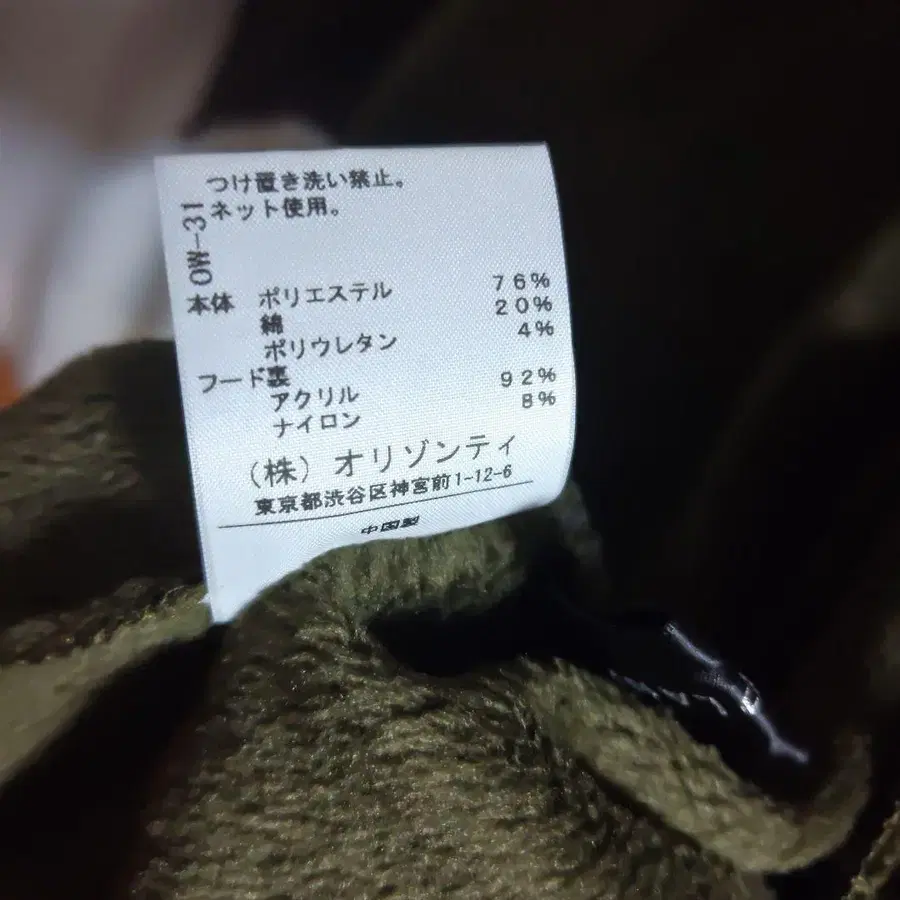 つけ置き洗い禁止。
ネット使用。
OW-31
本体 ポリエステル 76%
綿 20%
ポリウレタン 4%
フード裏
アクリル 92%
ナイロン 8%
(株)オリゾンティ
東京都渋谷区神宮前1-12-6
中国製